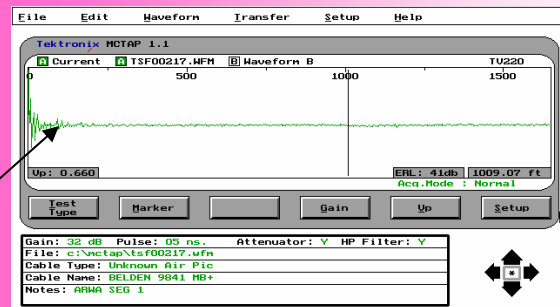 File Edit Waveform Transfer Setup Help
Tektronix MCTAP 1.1
A Current A TSF00217.WFM B Waveform B TV220
0 500 1000 1500
Vp: 0.660 ERL: 41db 1009.07 ft
Acq.Mode : Normal
Test Type Marker Gain Vp Setup
Gain: 32 dB Pulse: 05 ns. Attenuator: Y HP Filter: Y
File: c:\mctap\tsf00217.wfm
Cable Type: Unknown Air Pic
Cable Name: BELDEN 9841 MB+
Notes: ARWA SEG 1